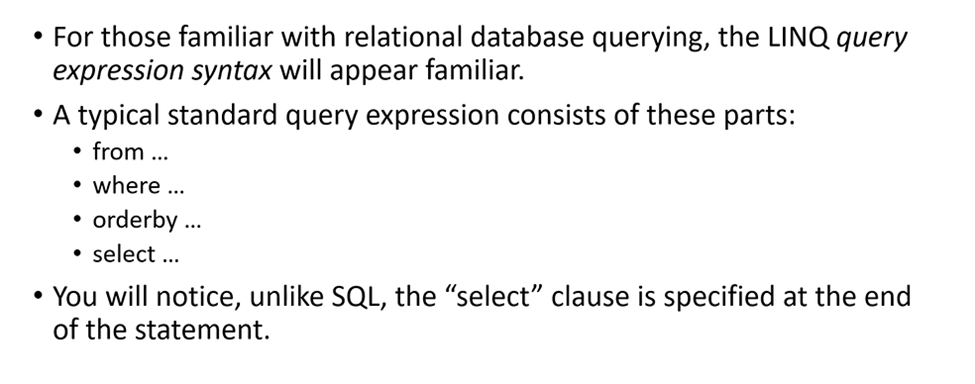 • For those familiar with relational database querying, the LINQ query
expression syntax will appear familiar.
• A typical standard query expression consists of these parts:
• from ...
• where ...
• orderby ...
• select ...
• You will notice, unlike SQL, the “select” clause is specified at the end
of the statement.